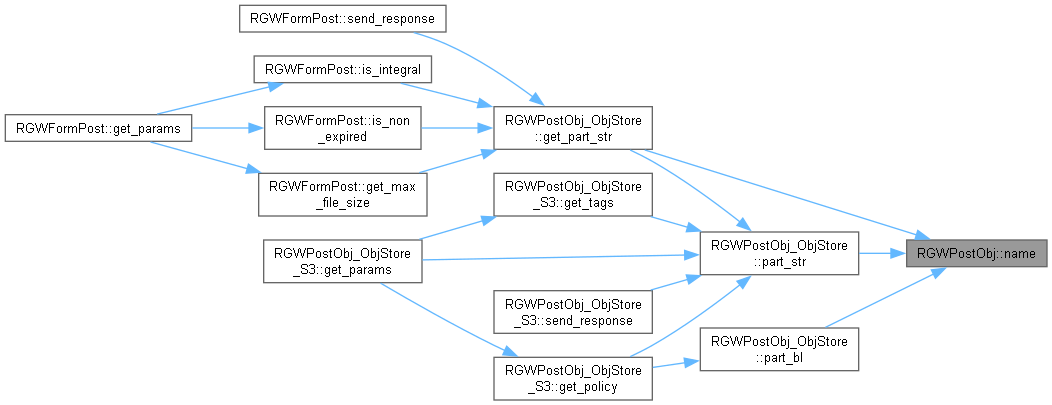 RGWFormPost::send_response
RGWFormPost::is_integral
RGWFormPost::get_params
RGWFormPost::is_non
_expired
RGWPostObj_ObjStore
::get_part_str
RGWFormPost::get_max
_file_size
RGWPostObj_ObjStore
_S3::get_tags
RGWPostObj_ObjStore
_S3::get_params
RGWPostObj_ObjStore
::part_str
RGWPostObj::name
RGWPostObj_ObjStore
_S3::send_response
RGWPostObj_ObjStore
::part_bl
RGWPostObj_ObjStore
_S3::get_policy